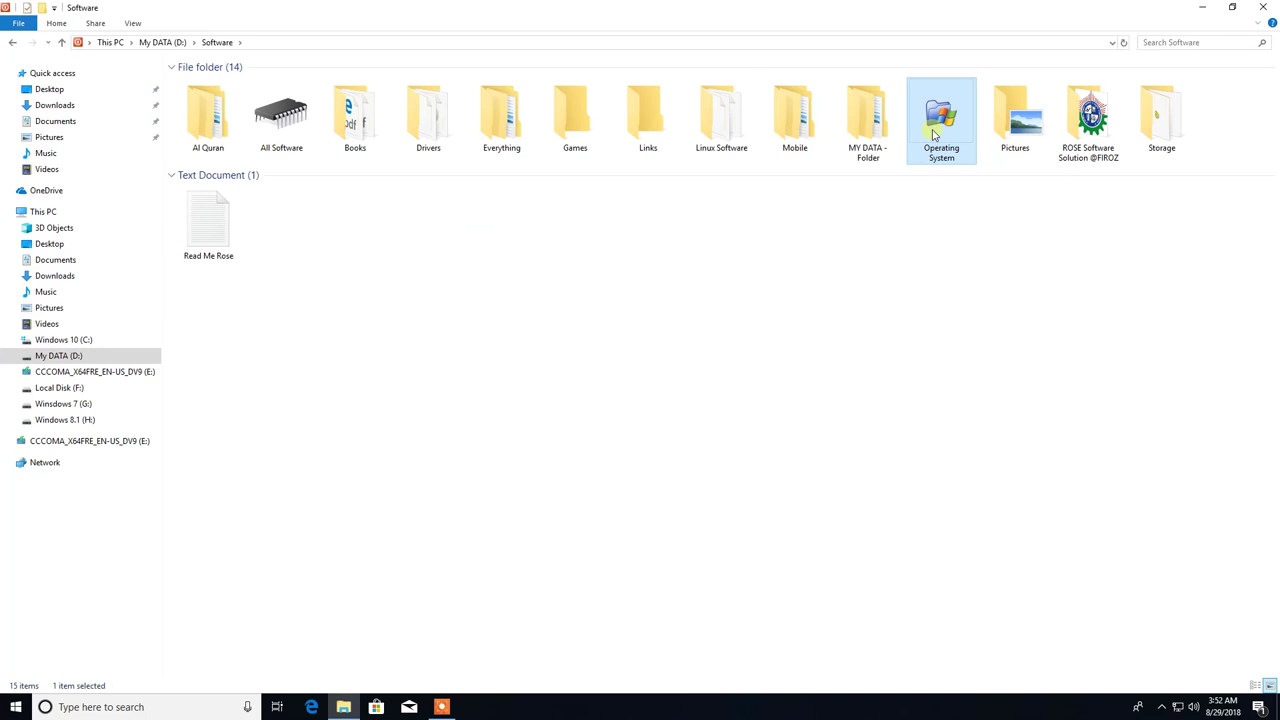 Software
File
Home
Share
View
This PC
My DATA (D:)
Software
Search Software
Quick access
Desktop
Downloads
Documents
Pictures
Music
Videos
OneDrive
This PC
3D Objects
Desktop
Documents
Downloads
Music
Pictures
Videos
Windows 10 (C:)
My DATA (D:)
CCCOMA_X64FRE_EN-US_DV9 (E:)
Local Disk (F:)
Winsdows 7 (G:)
Windows 8.1 (H:)
CCCOMA_X64FRE_EN-US_DV9 (E:)
Network
File folder (14)
Al Quran
All Software
Books
Drivers
Everything
Games
Links
Linux Software
Mobile
MY DATA -
Folder
Operating
System
Pictures
ROSE Software
Solution @FIROZ
Storage
Text Document (1)
Read Me Rose
15 items
1 item selected
Type here to search
3:52 AM
8/29/2018
1